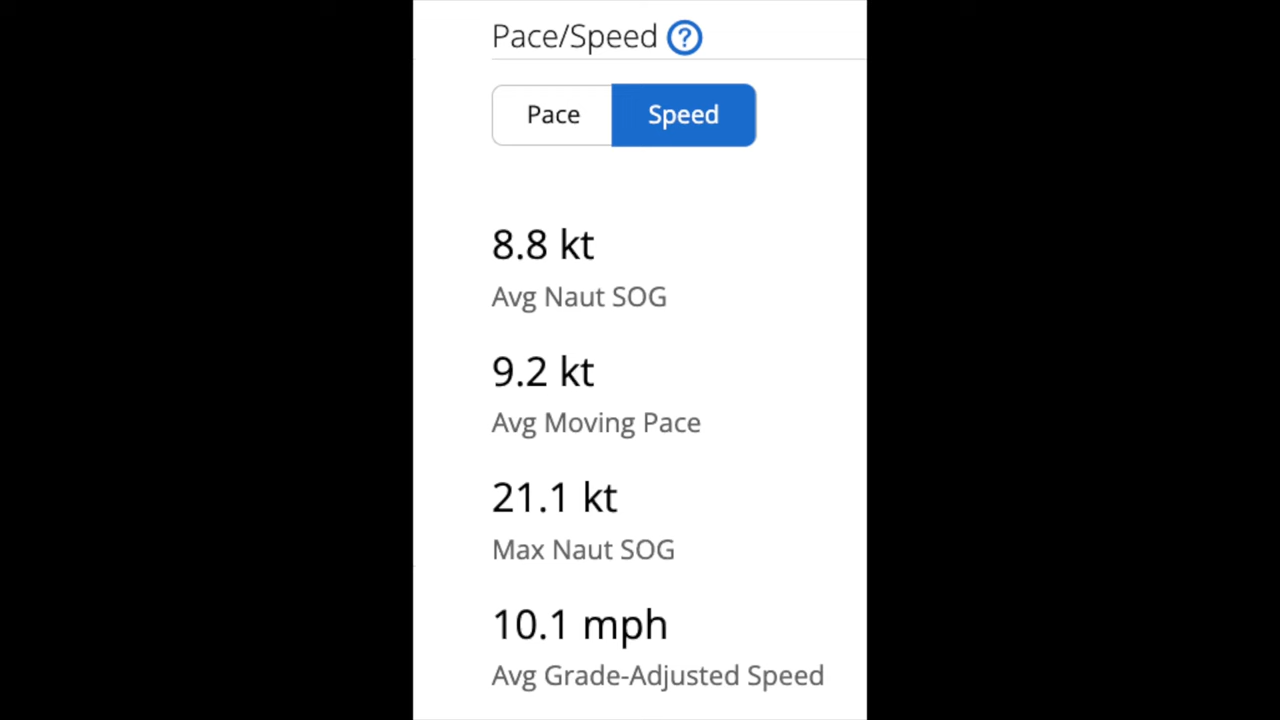 Pace/Speed ?
Pace Speed
8.8 kt
Avg Naut SOG
9.2 kt
Avg Moving Pace
21.1 kt
Max Naut SOG
10.1 mph
Avg Grade-Adjusted Speed